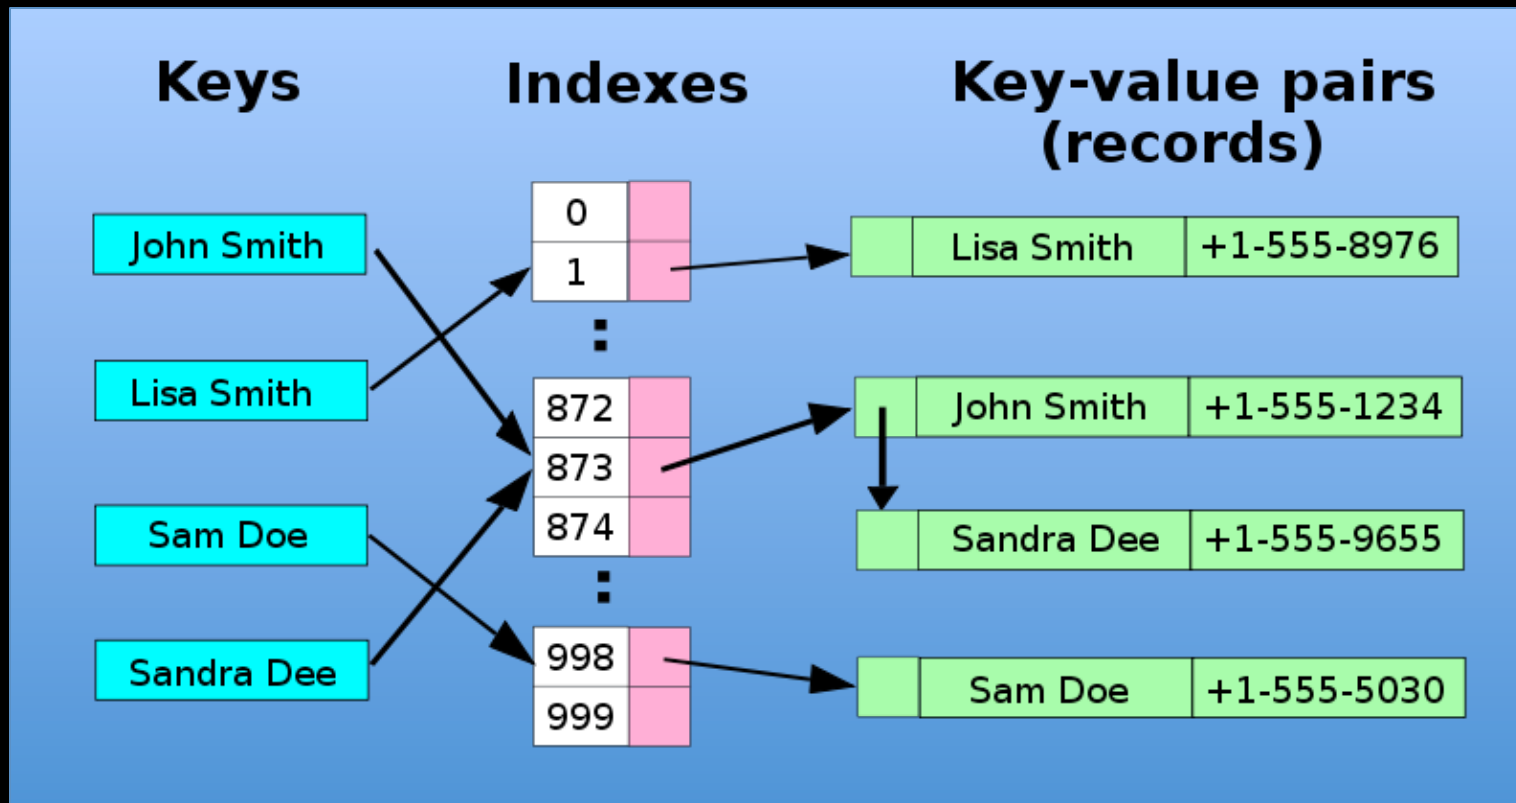 Keys
Indexes
Key-value pairs
(records)
John Smith
Lisa Smith
Sam Doe
Sandra Dee
0
1
:
872
873
874
:
998
999
Lisa Smith +1-555-8976
John Smith +1-555-1234
Sandra Dee +1-555-9655
Sam Doe +1-555-5030